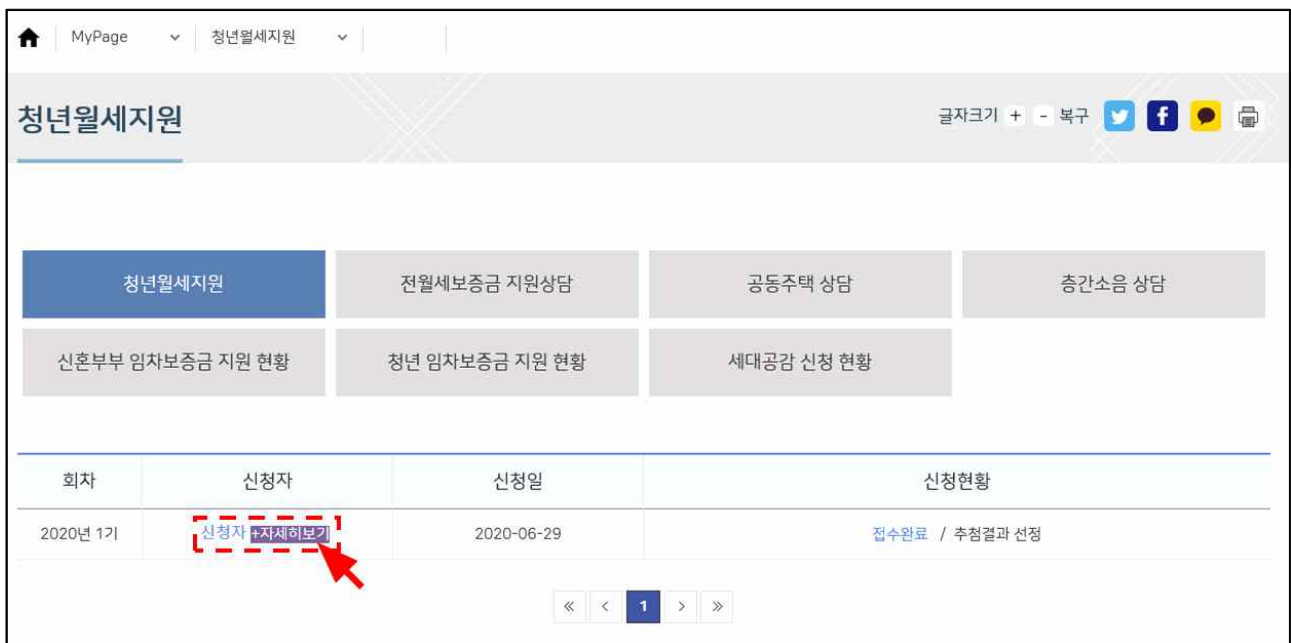 MyPage 청년월세지원
청년월세지원
글자크기 + - 복구
청년월세지원 전월세보증금 지원상담 공동주택 상담 층간소음 상담
신혼부부 임차보증금 지원 현황 청년 임차보증금 지원 현황 세대공감 신청 현황
회차 신청자 신청일 신청현황
2020년 1기 신청자 +자세히보기 2020-06-29 접수완료 / 추첨결과 선정
« < 1 > »